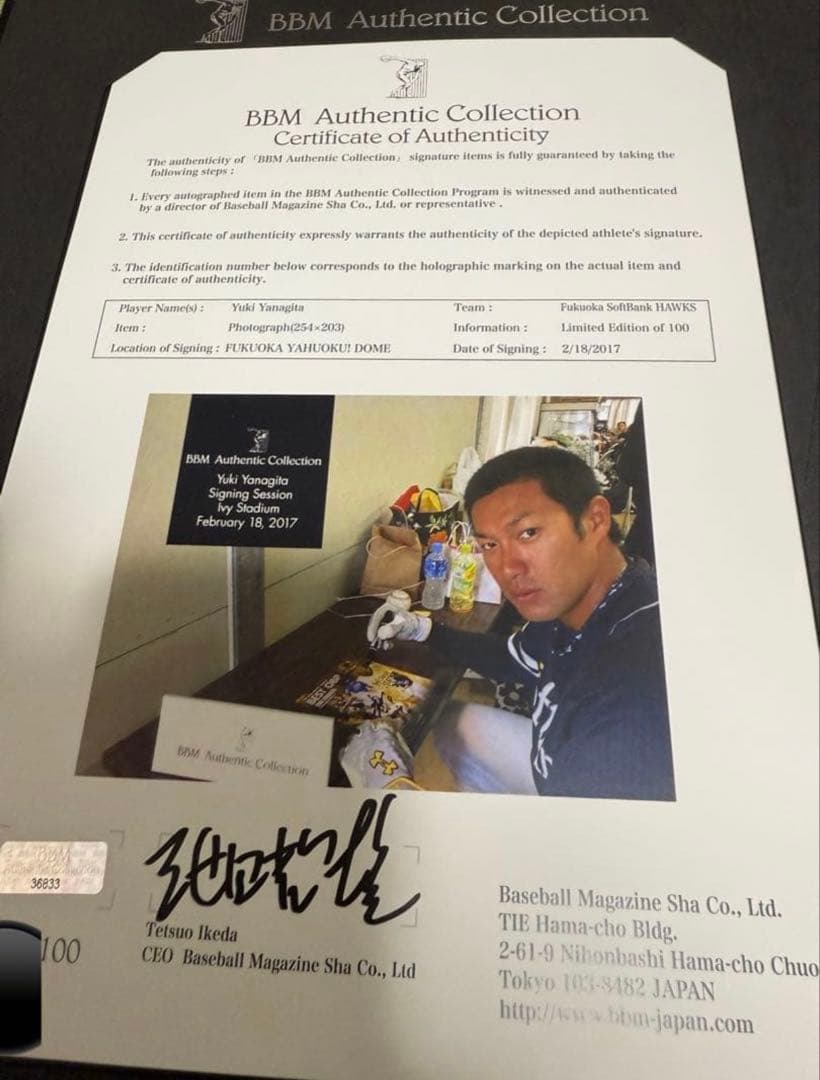 BBM Authentic Collection
BBM Authentic Collection
Certificate of Authenticity
The authenticity of 「BBM Authentic Collection」 signature items is fully guaranteed by taking the
following steps :
1. Every autographed item in the BBM Authentic Collection Program is witnessed and authenticated
by a director of Baseball Magazine Sha Co., Ltd. or representative .
2. This certificate of authenticity expressly warrants the authenticity of the depicted athlete's signature.
3. The identification number below corresponds to the holographic marking on the actual item and
certificate of authenticity.
Player Name(s) : Yuki Yanagita Team : Fukuoka SoftBank HAWKS
Item : Photograph(254×203) Information : Limited Edition of 100
Location of Signing : FUKUOKA YAHUOKU! DOME Date of Signing : 2/18/2017
BBM Authentic Collection
Yuki Yanagita
Signing Session
Ivy Stadium
February 18, 2017
BBM Authentic Collection
BBM
36833
100
Tetsuo Ikeda
CEO Baseball Magazine Sha Co., Ltd
Baseball Magazine Sha Co., Ltd.
TIE Hama-cho Bldg.
2-61-9 Nihonbashi Hama-cho Chuo
Tokyo 103-8482 JAPAN
http://www.bbm-japan.com